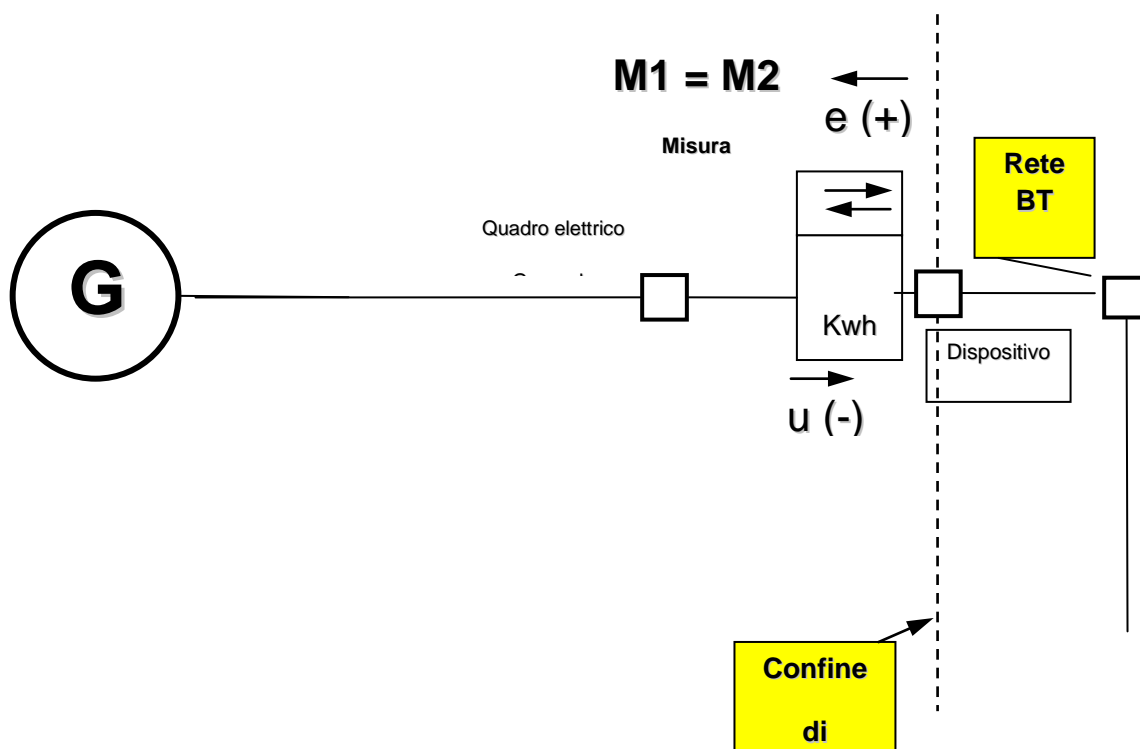 M1 = M2
e (+)
Misura
Rete
BT
Quadro elettrico
G
Kwh
Dispositivo
u (-)
Confine
di